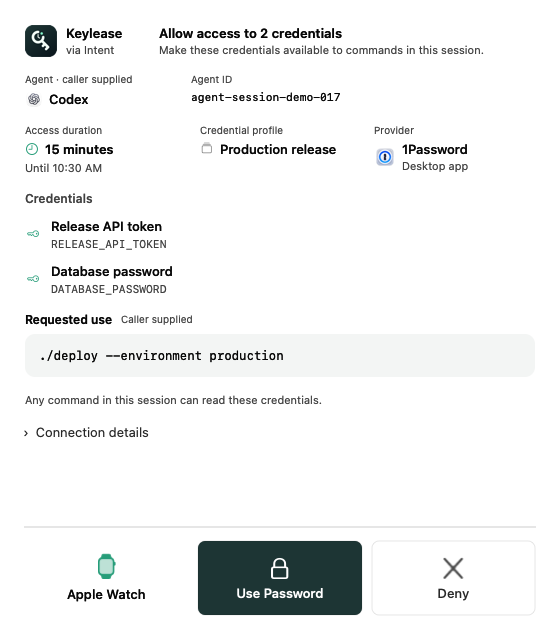 Keylease
via Intent
Allow access to 2 credentials
Make these credentials available to commands in this session.
Agent · caller supplied
Codex
Agent ID
agent-session-demo-017
Access duration
15 minutes
Until 10:30 AM
Credential profile
Production release
Provider
1Password
Desktop app
Credentials
Release API token
RELEASE_API_TOKEN
Database password
DATABASE_PASSWORD
Requested use Caller supplied
./deploy --environment production
Any command in this session can read these credentials.
› Connection details
Apple Watch
Use Password
Deny